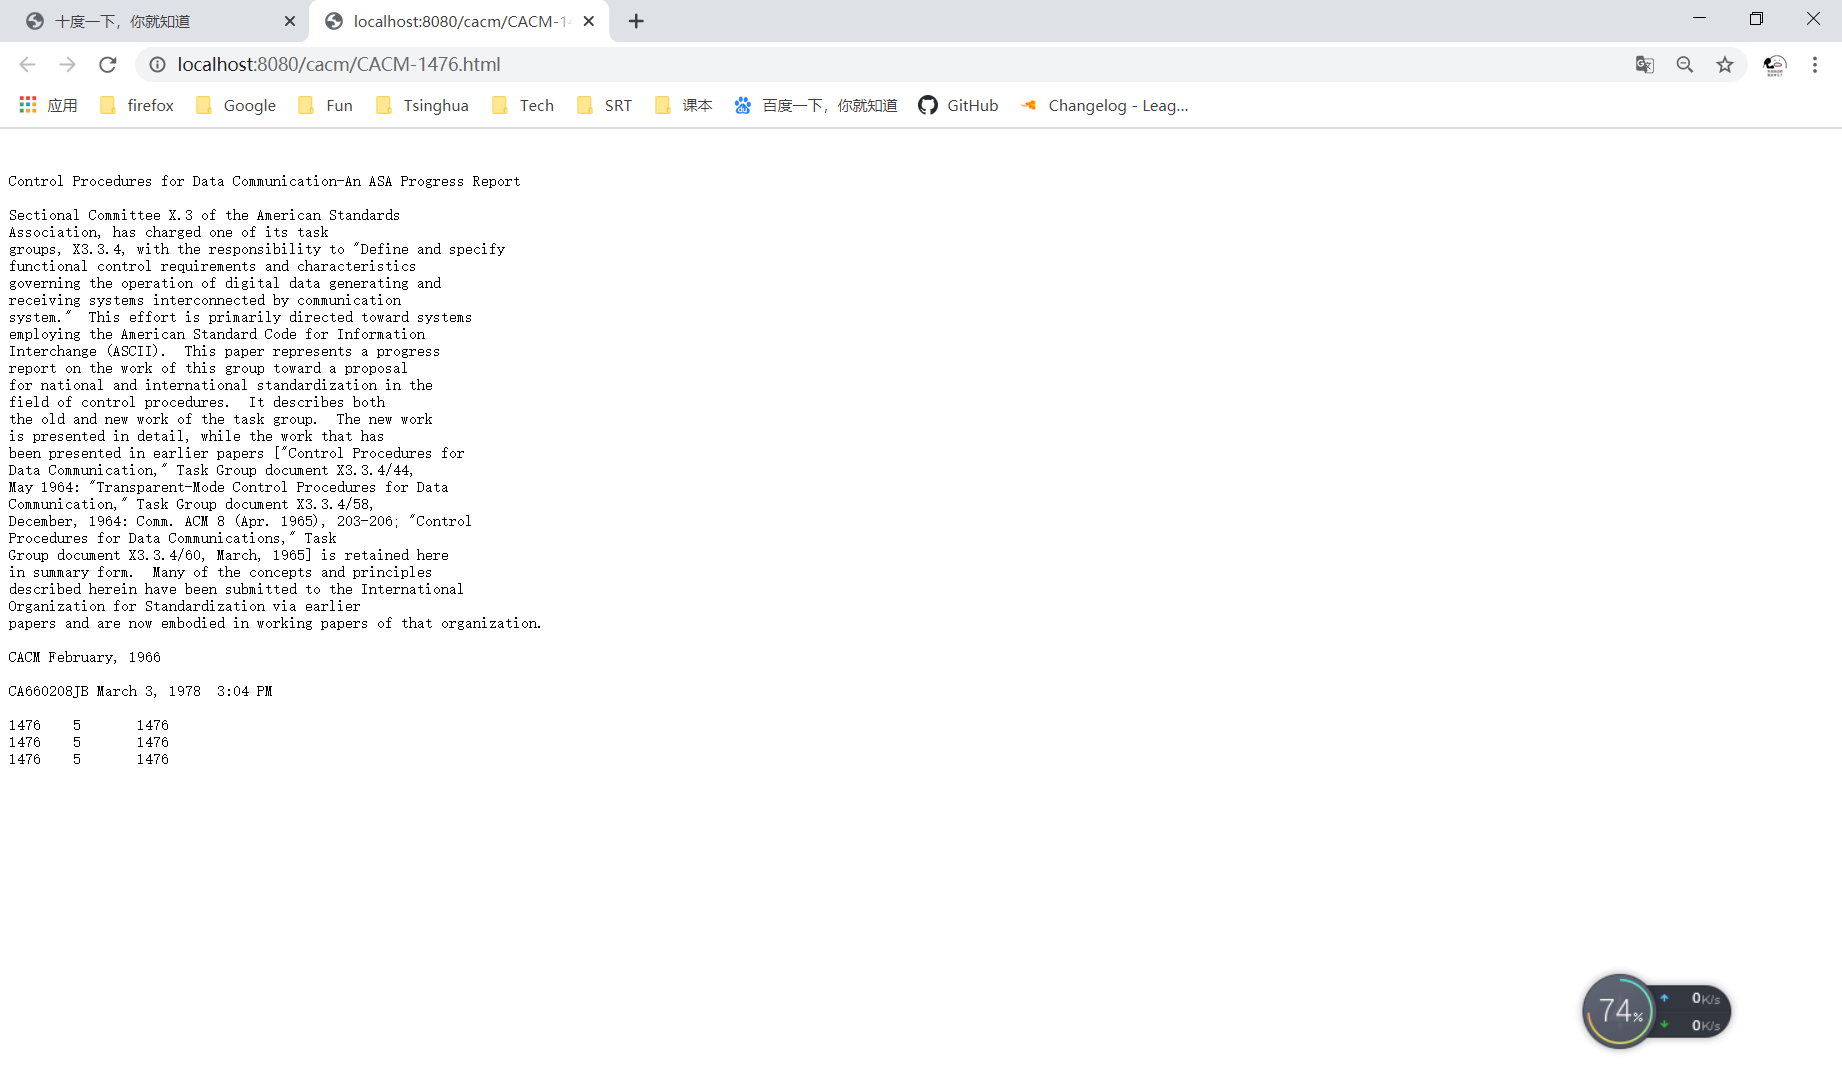 十度一下，你就知道
localhost:8080/cacm/CACM-1
localhost:8080/cacm/CACM-1476.html
应用 firefox Google Fun Tsinghua Tech SRT 课本 百度一下，你就知道 GitHub Changelog - Leag...
Control Procedures for Data Communication-An ASA Progress Report
Sectional Committee X.3 of the American Standards
Association, has charged one of its task
groups, X3.3.4, with the responsibility to "Define and specify
functional control requirements and characteristics
governing the operation of digital data generating and
receiving systems interconnected by communication
system."  This effort is primarily directed toward systems
employing the American Standard Code for Information
Interchange (ASCII).  This paper represents a progress
report on the work of this group toward a proposal
for national and international standardization in the
field of control procedures.  It describes both
the old and new work of the task group.  The new work
is presented in detail, while the work that has
been presented in earlier papers ["Control Procedures for
Data Communication," Task Group document X3.3.4/44,
May 1964: "Transparent-Mode Control Procedures for Data
Communication," Task Group document X3.3.4/58,
December, 1964: Comm. ACM 8 (Apr. 1965), 203-206; "Control
Procedures for Data Communications," Task
Group document X3.3.4/60, March, 1965] is retained here
in summary form.  Many of the concepts and principles
described herein have been submitted to the International
Organization for Standardization via earlier
papers and are now embodied in working papers of that organization.
CACM February, 1966
CA660208JB March 3, 1978  3:04 PM
1476    5       1476
1476    5       1476
1476    5       1476
74%
0K/s
0K/s